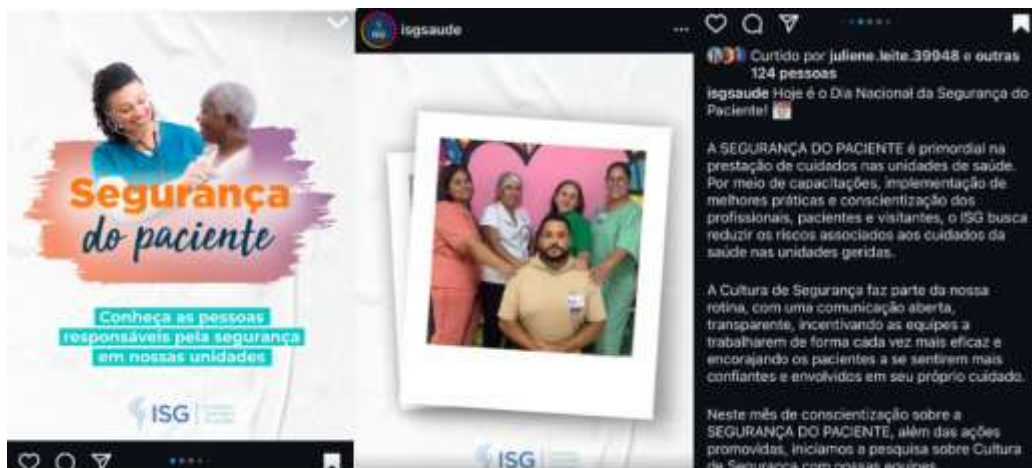 Segurança
do paciente
Conheça as pessoas
responsáveis pela segurança
em nossas unidades
ISG
isgsaude
ISG
Curtido por juliene.leite.39948 e outras
124 pessoas
isgsaude Hoje é o Dia Nacional da Segurança do
Paciente!
A SEGURANÇA DO PACIENTE é primordial na
prestação de cuidados nas unidades de saúde.
Por meio de capacitações, implementação de
melhores práticas e conscientização dos
profissionais, pacientes e visitantes, o ISG busca
reduzir os riscos associados aos cuidados da
saúde nas unidades geridas.
A Cultura de Segurança faz parte da nossa
rotina, com uma comunicação aberta,
transparente, incentivando as equipes a
trabalharem de forma cada vez mais eficaz e
encorajando os pacientes a se sentirem mais
confiantes e envolvidos em seu próprio cuidado.
Neste mês de conscientização sobre a
SEGURANÇA DO PACIENTE, além das ações
promovidas, iniciamos a pesquisa sobre Cultura
de Segurança com nossas equipes